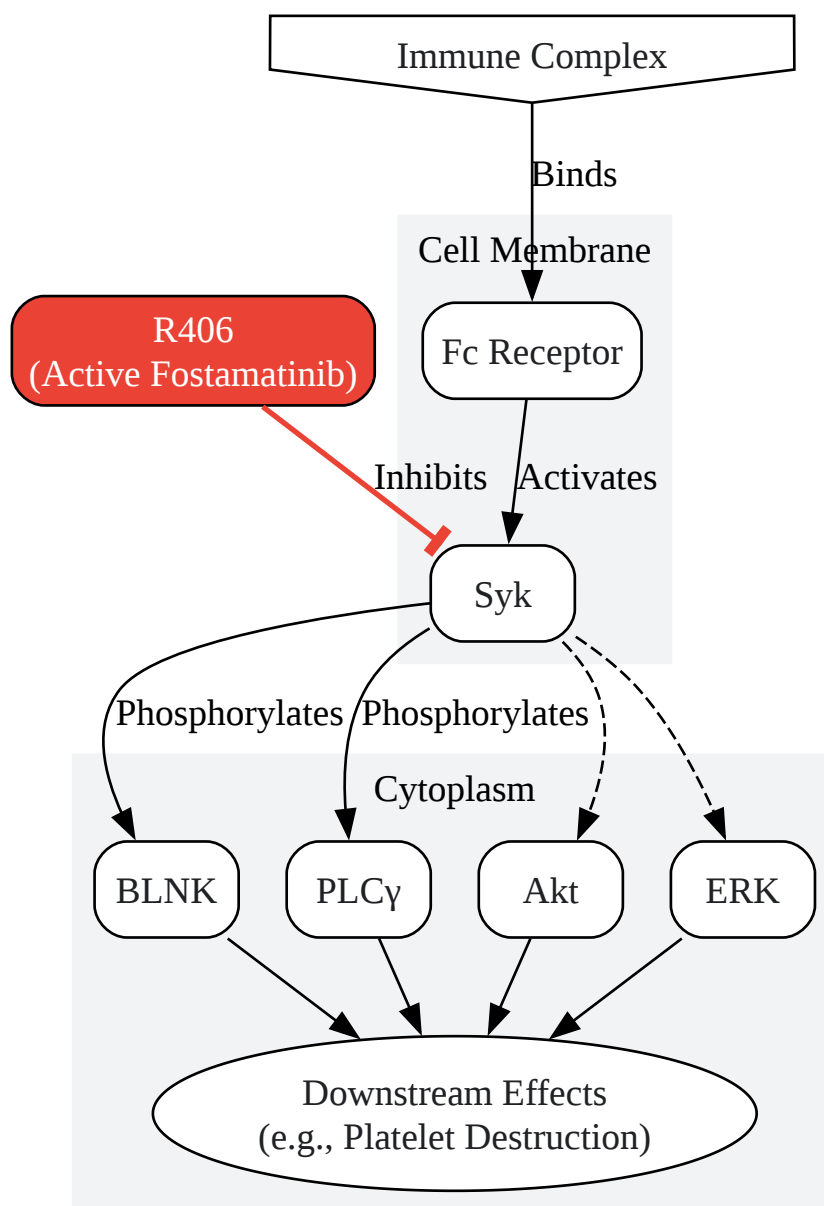 Immune Complex
Binds
Cell Membrane
R406
(Active Fostamatinib)
Fc Receptor
Inhibits
Activates
Syk
Phosphorylates
Phosphorylates
Cytoplasm
BLNK
PLCγ
Akt
ERK
Downstream Effects
(e.g., Platelet Destruction)